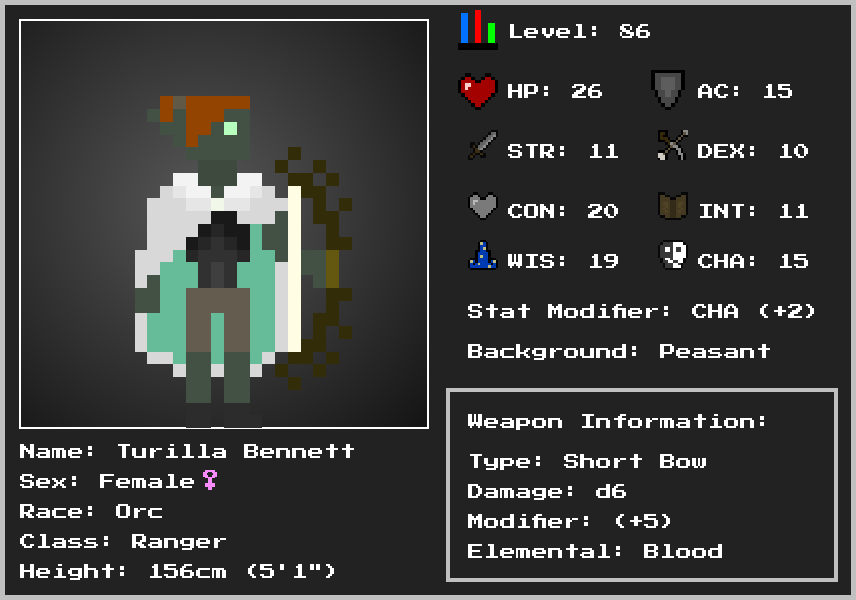 Level: 86
HP: 26
AC: 15
STR: 11
DEX: 10
CON: 20
INT: 11
WIS: 19
CHA: 15
Stat Modifier: CHA (+2)
Background: Peasant
Weapon Information:
Type: Short Bow
Damage: d6
Modifier: (+5)
Elemental: Blood
Name: Turilla Bennett
Sex: Female♀
Race: Orc
Class: Ranger
Height: 156cm (5'1")